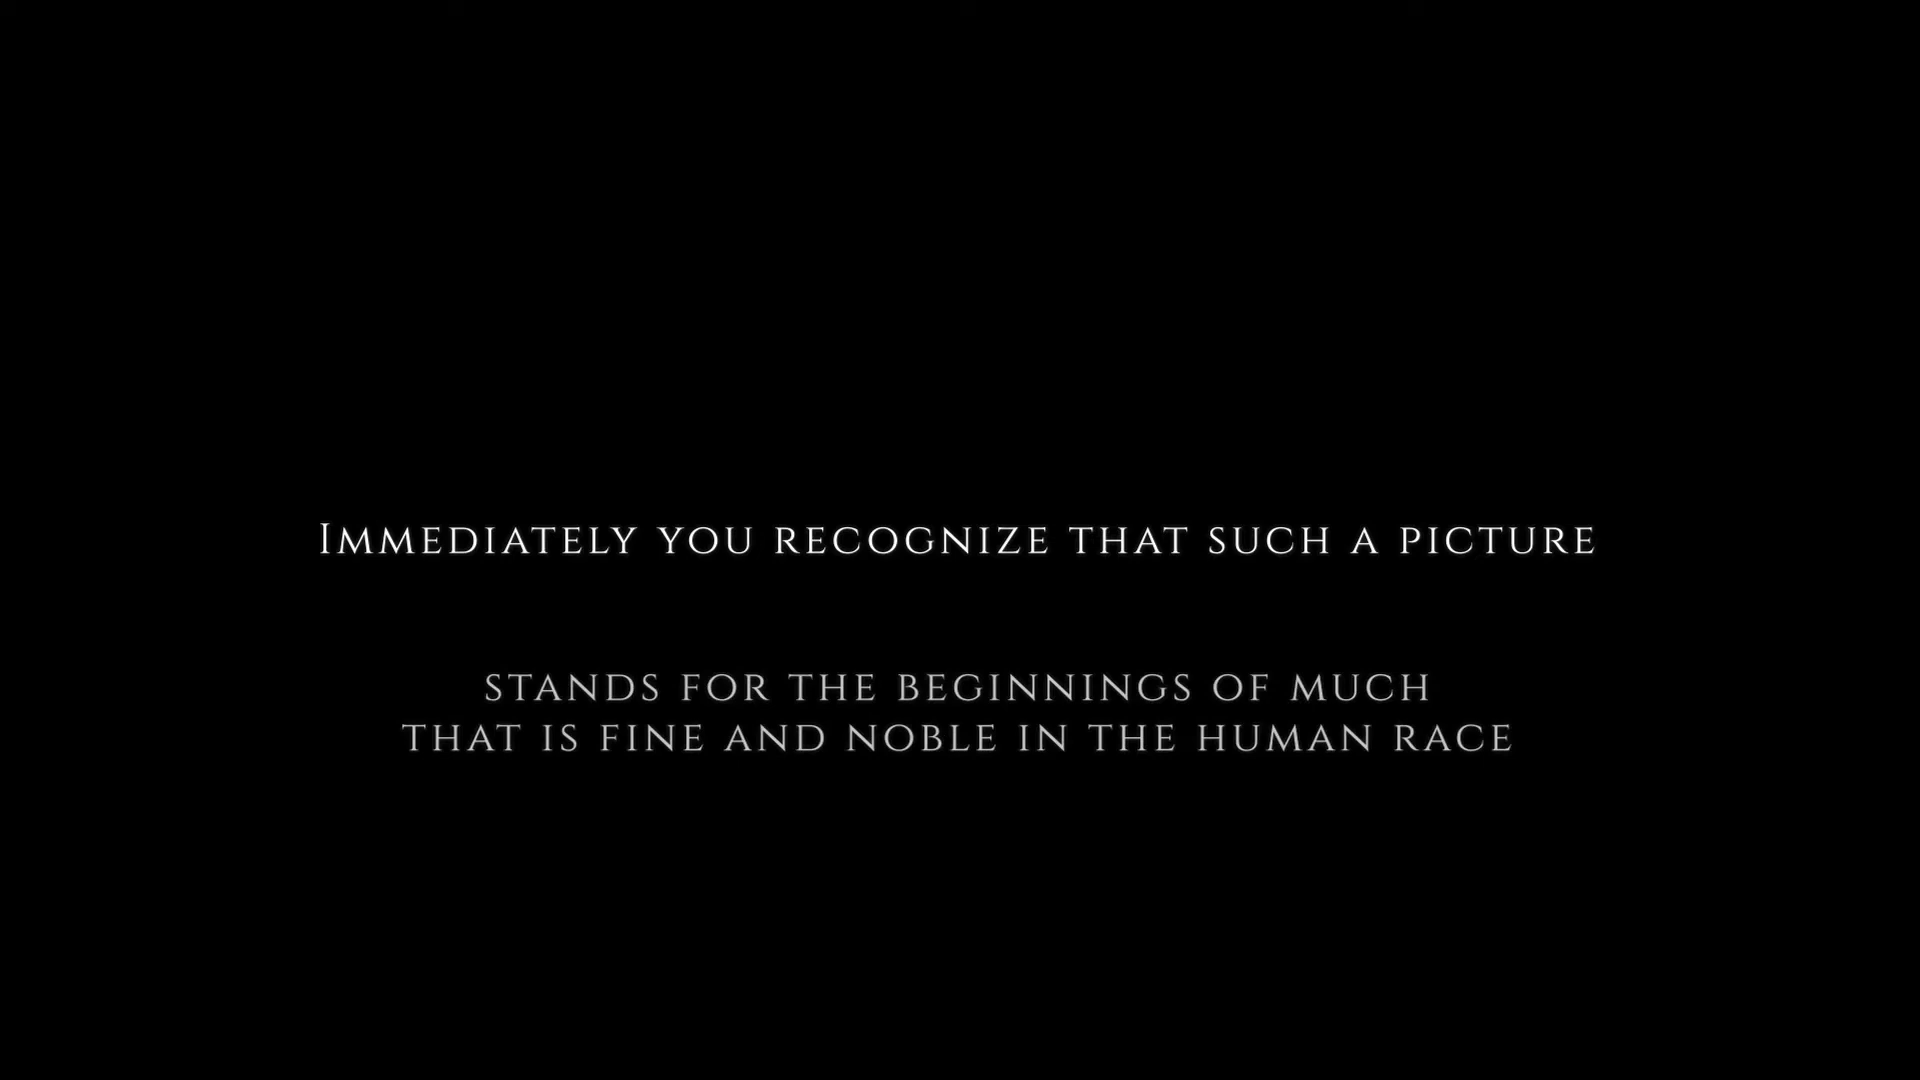 Immediately you recognize that such a picture
stands for the beginnings of much
that is fine and noble in the human race